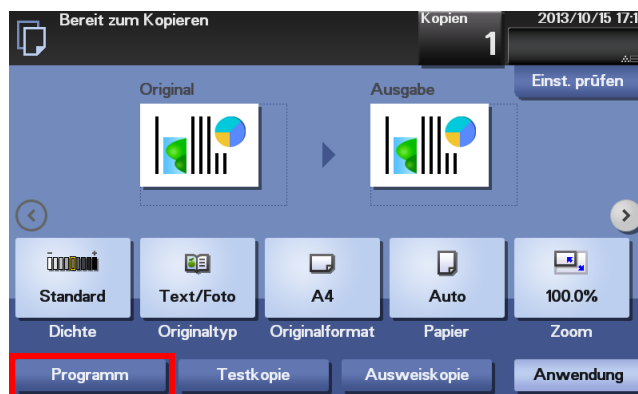 Bereit zum Kopieren
Kopien
1
2013/10/15 17:1
Einst. prüfen
Original
Ausgabe
Standard
Text/Foto
A4
Auto
100.0%
Dichte
Originaltyp
Originalformat
Papier
Zoom
Programm
Testkopie
Ausweiskopie
Anwendung